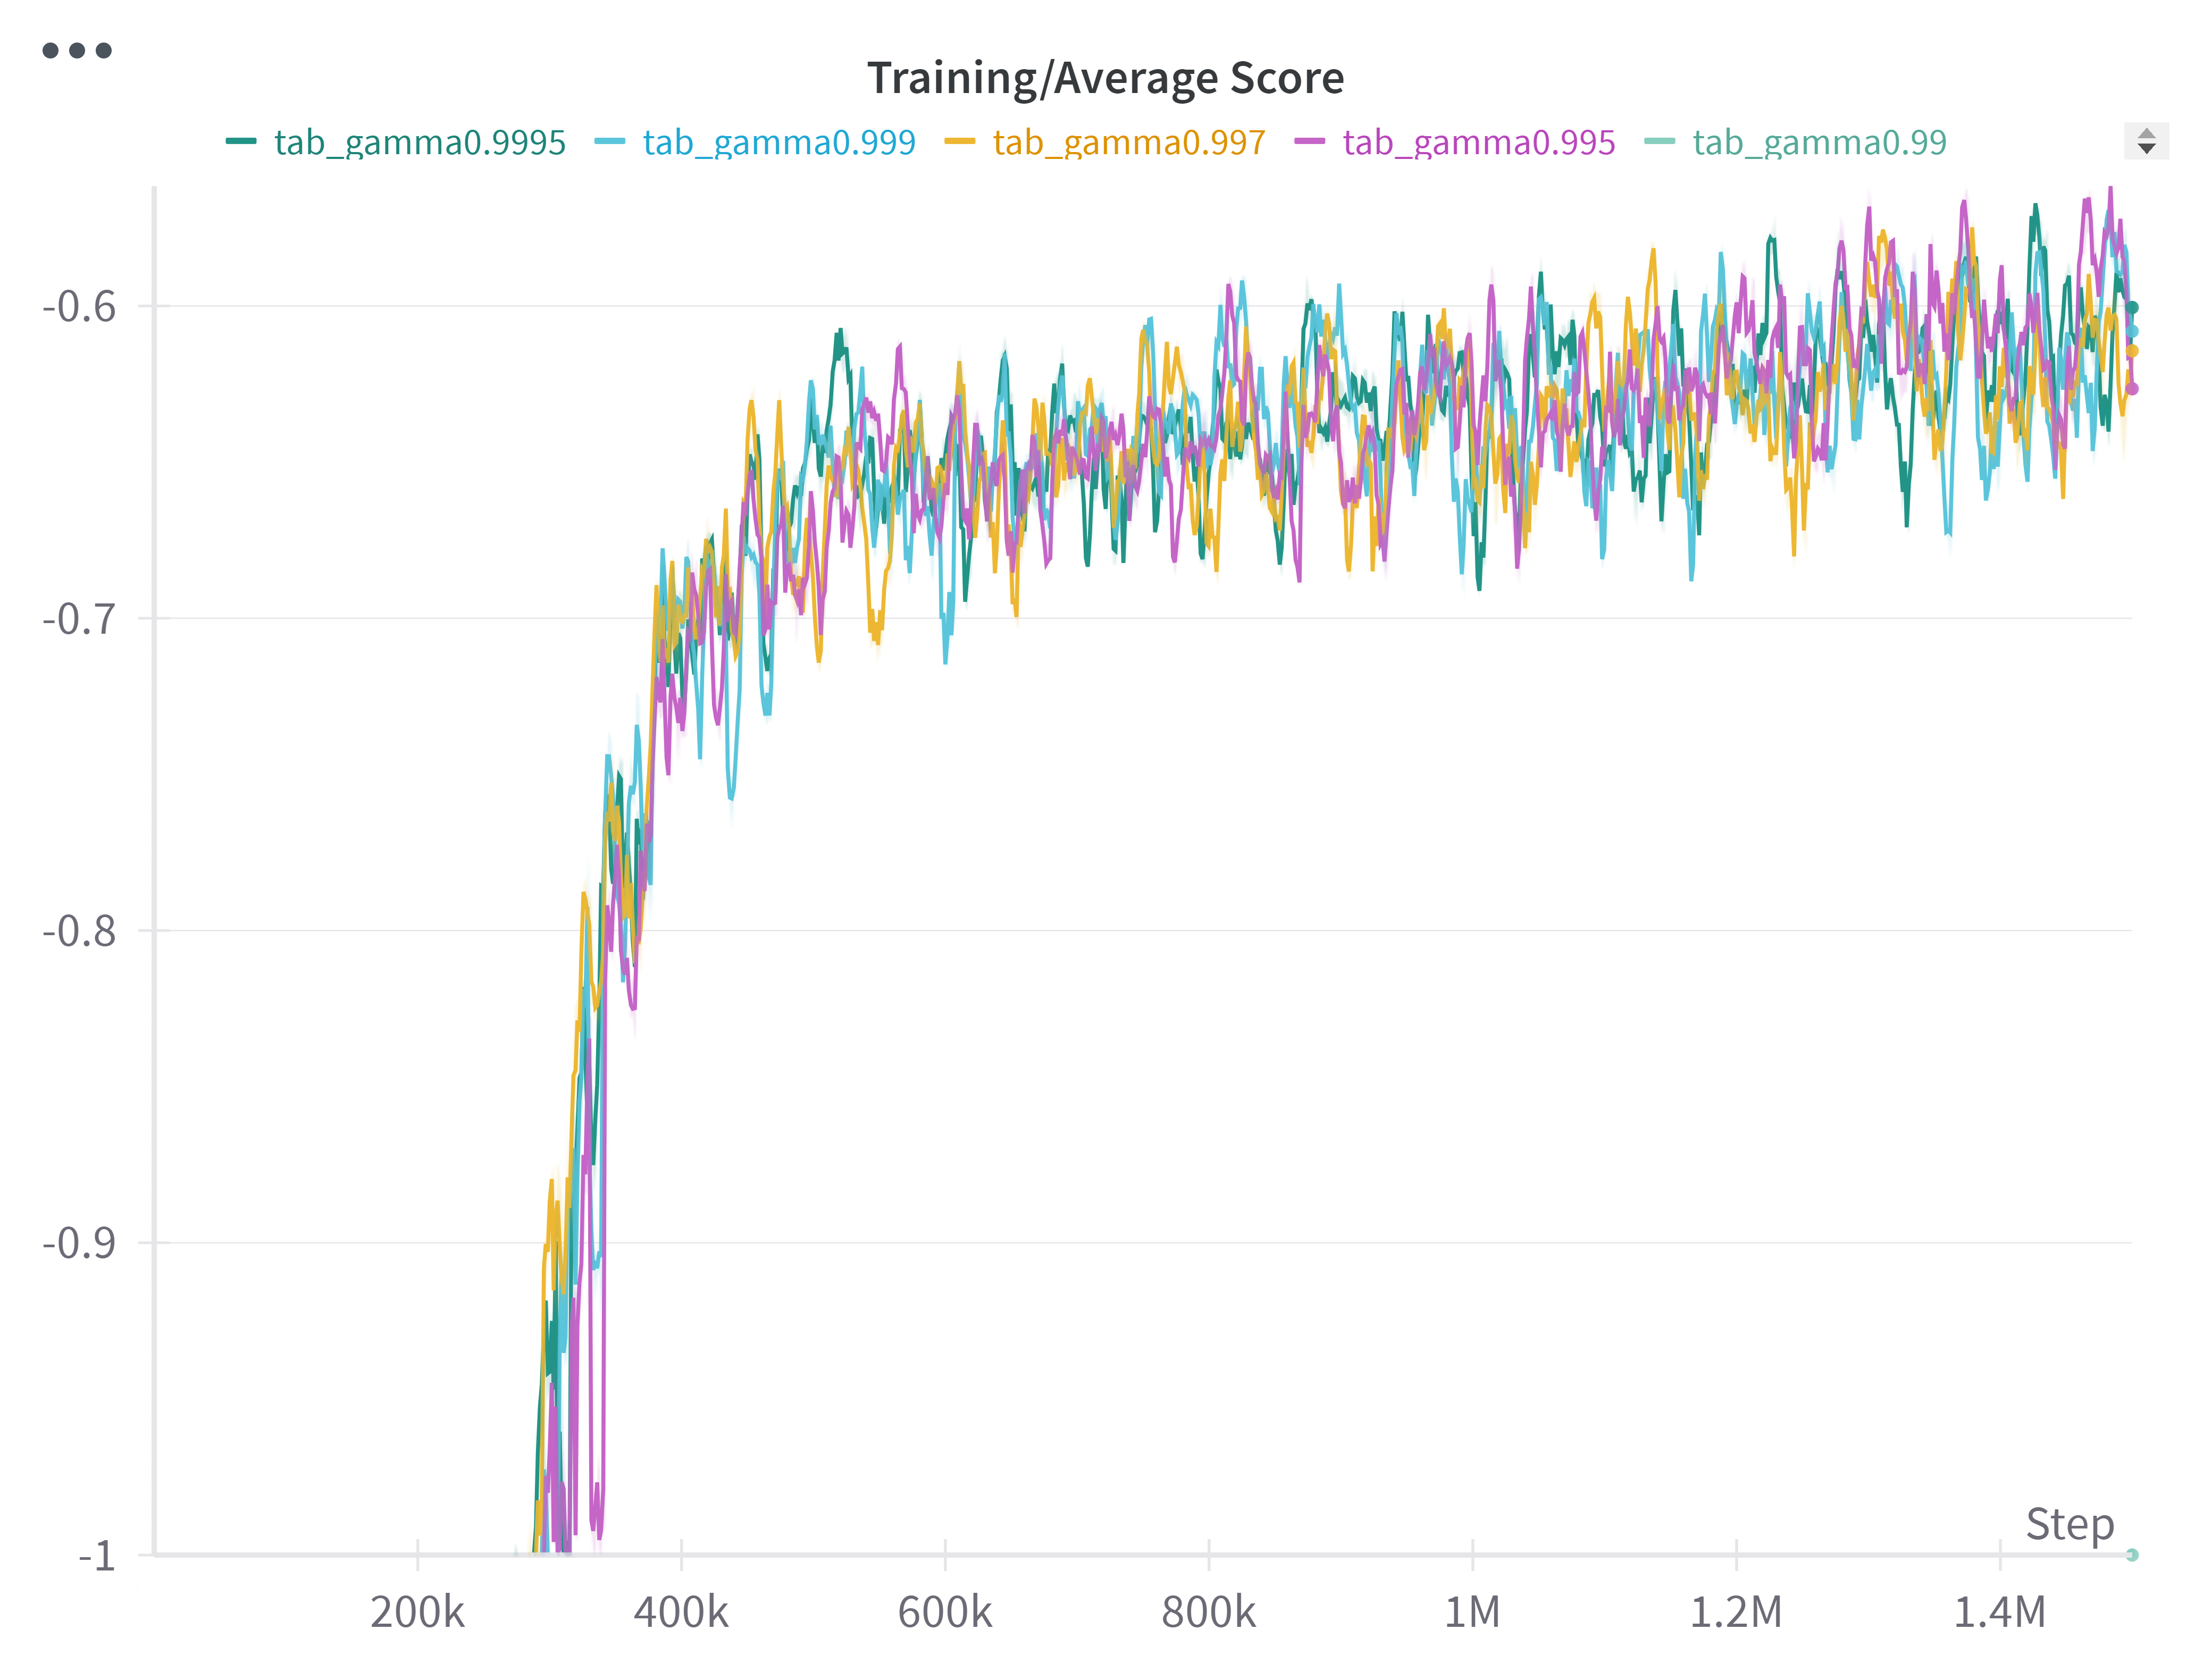 Training/Average Score
tab_gamma0.9995 tab_gamma0.999 tab_gamma0.997 tab_gamma0.995 tab_gamma0.99
-0.6
-0.7
-0.8
-0.9
-1
Step
200k 400k 600k 800k 1M 1.2M 1.4M